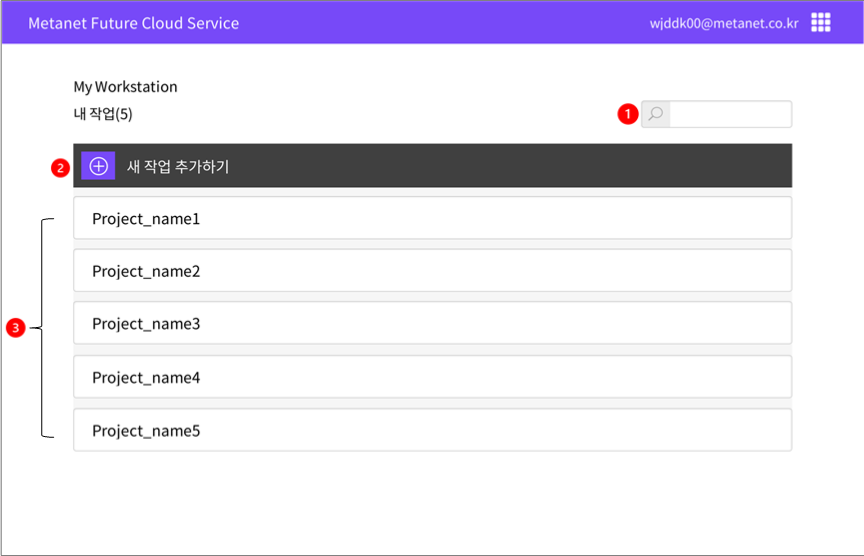 Metanet Future Cloud Service
wjddk00@metanet.co.kr
My Workstation
내 작업(5)
1
2
새 작업 추가하기
Project_name1
Project_name2
3
Project_name3
Project_name4
Project_name5